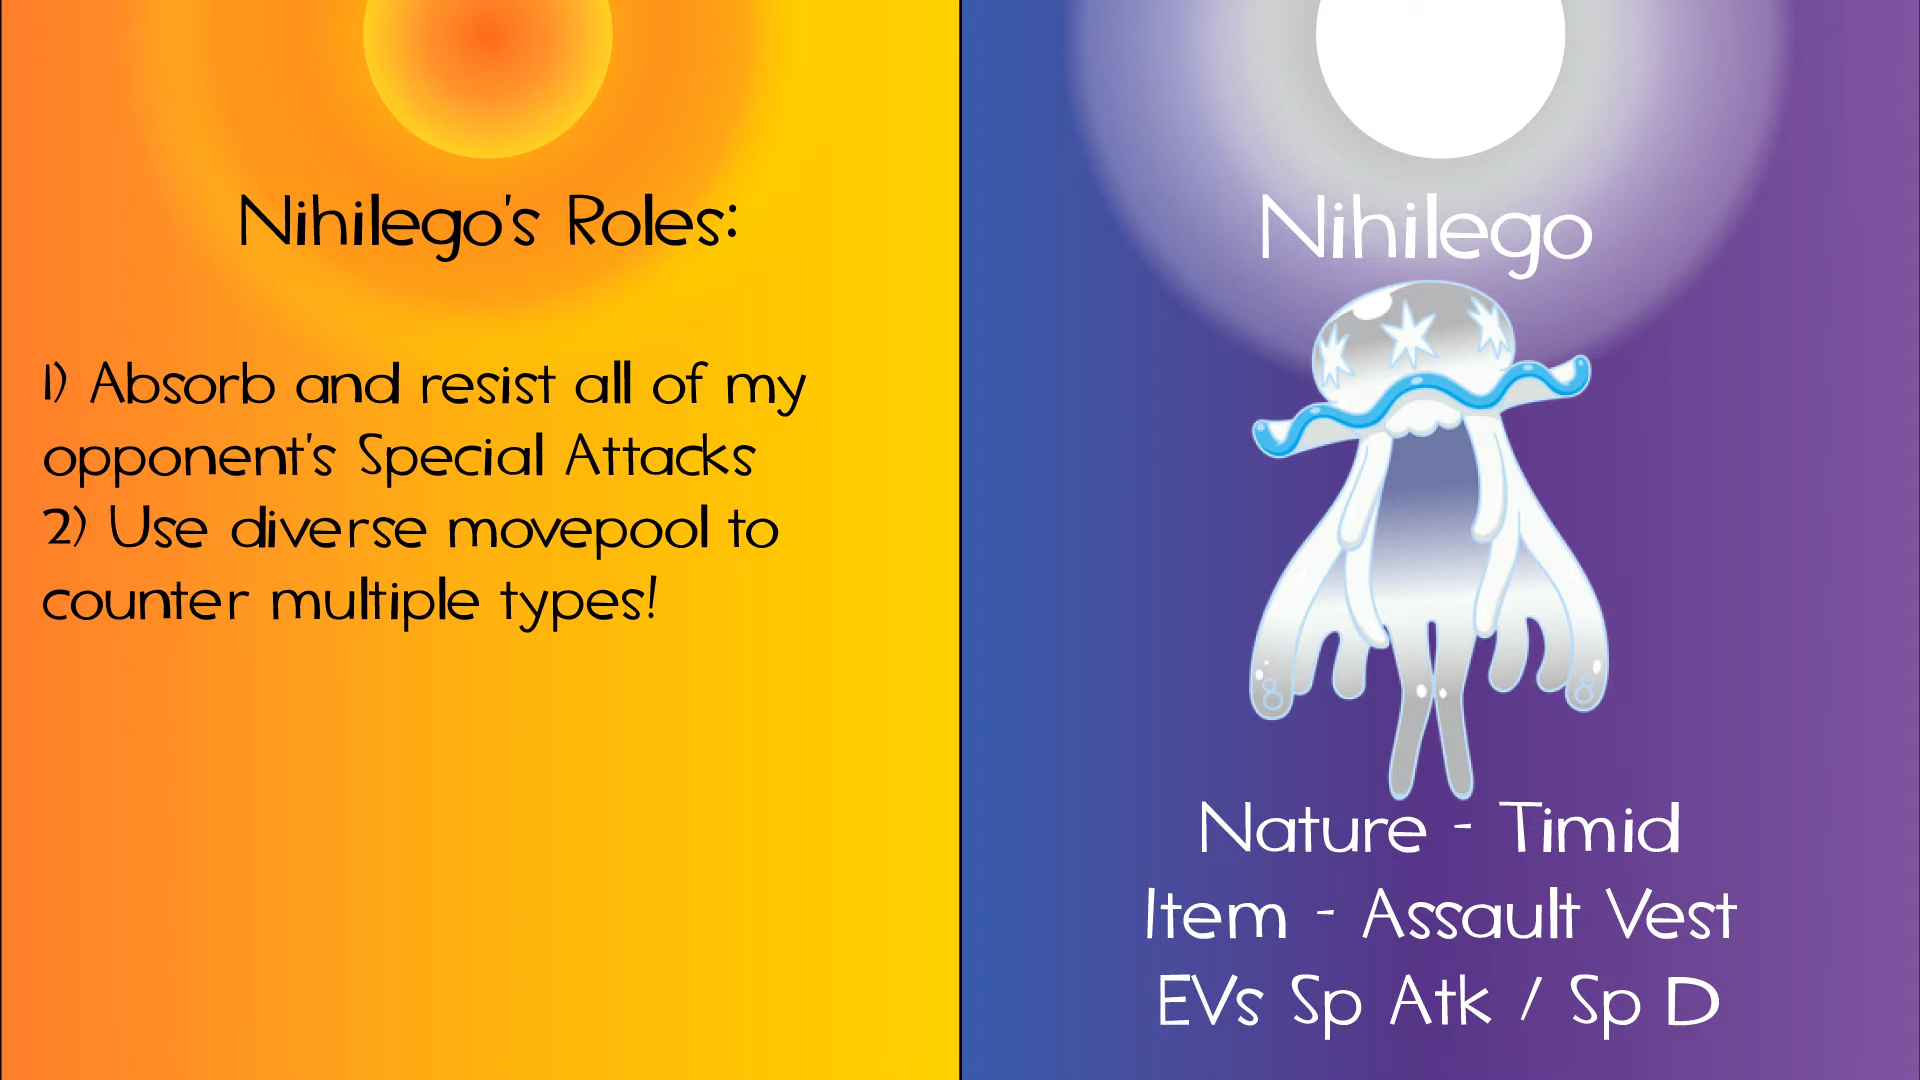 Nihilego's Roles:
1) Absorb and resist all of my
opponent's Special Attacks
2) Use diverse movepool to
counter multiple types!
Nihilego
Nature - Timid
Item - Assault Vest
EVs Sp Atk / Sp D